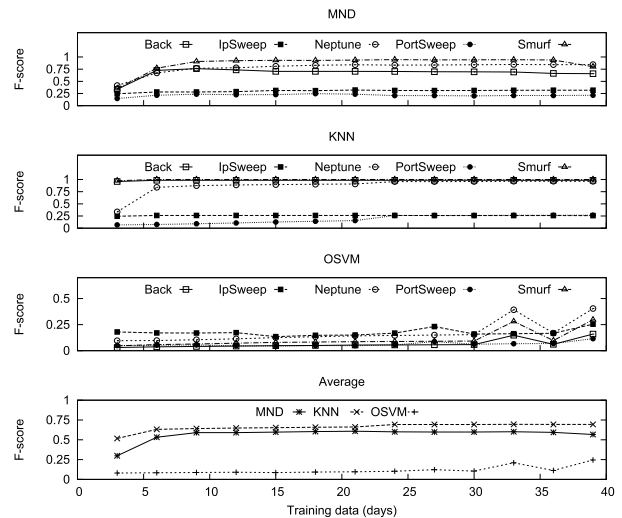 MND
F-score
Back IpSweep Neptune PortSweep Smurf
1
0.75
0.5
0.25
0
KNN
F-score
Back IpSweep Neptune PortSweep Smurf
1
0.75
0.5
0.25
0
OSVM
F-score
Back IpSweep Neptune PortSweep Smurf
0.5
0.25
0
Average
F-score
MND KNN OSVM
1
0.75
0.5
0.25
0
0 5 10 15 20 25 30 35 40
Training data (days)